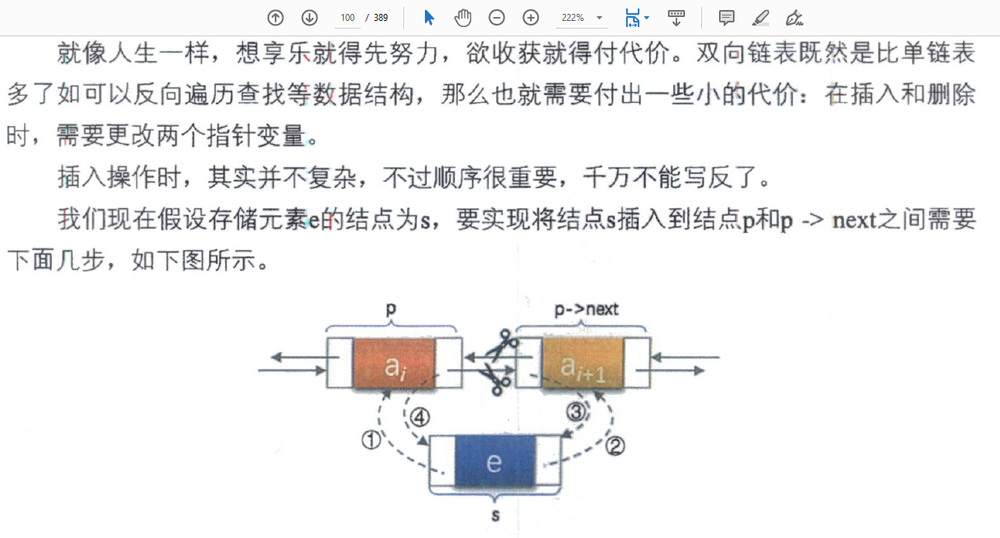 100 / 389 222%
就像人生一样，想享乐就得先努力，欲收获就得付代价。双向链表既然是比单链表
多了如可以反向遍历查找等数据结构，那么也就需要付出一些小的代价：在插入和删除
时，需要更改两个指针变量。
插入操作时，其实并不复杂，不过顺序很重要，千万不能写反了。
我们现在假设存储元素e的结点为s，要实现将结点s插入到结点p和p -> next之间需要
下面几步，如下图所示。
p p->next
ai ai+1
④ ③
① ②
e
s